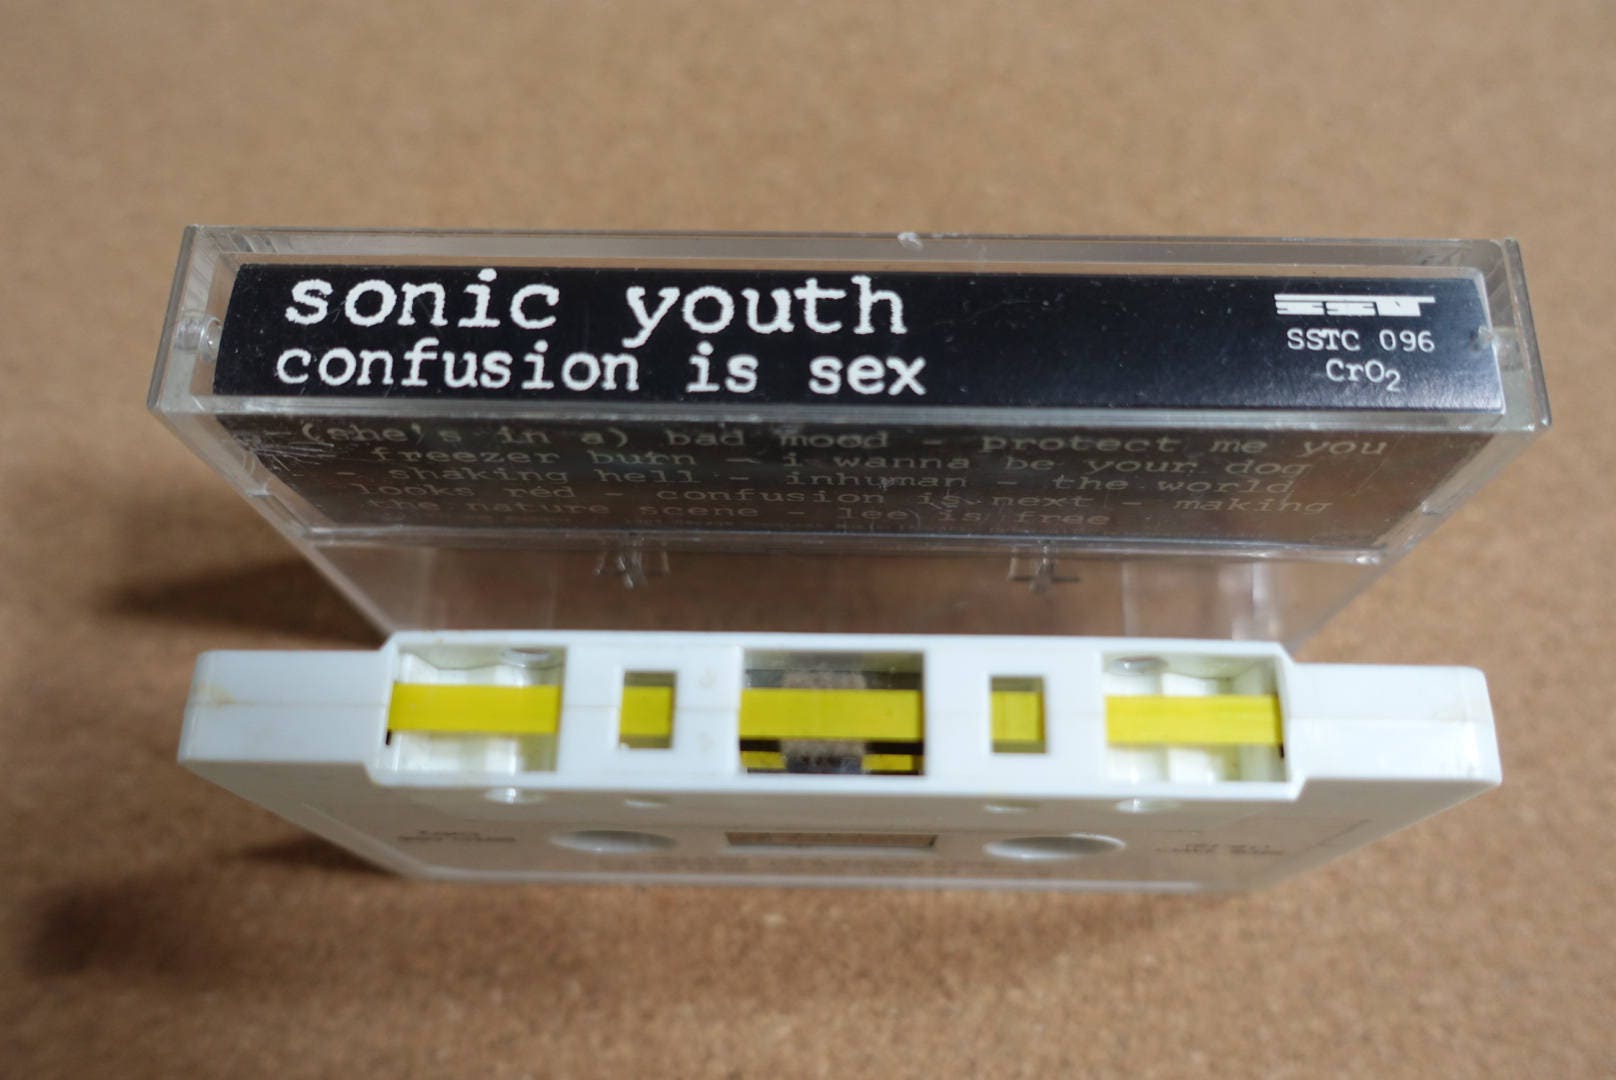 sonic youth
confusion is sex
SST
SSTC 096
CrO2
(she's in a) bad mood - protect me you
freezer burn - i wanna be your dog
- shaking hell - inhuman - the world
looks red - confusion is next - making
the nature scene - lee is free